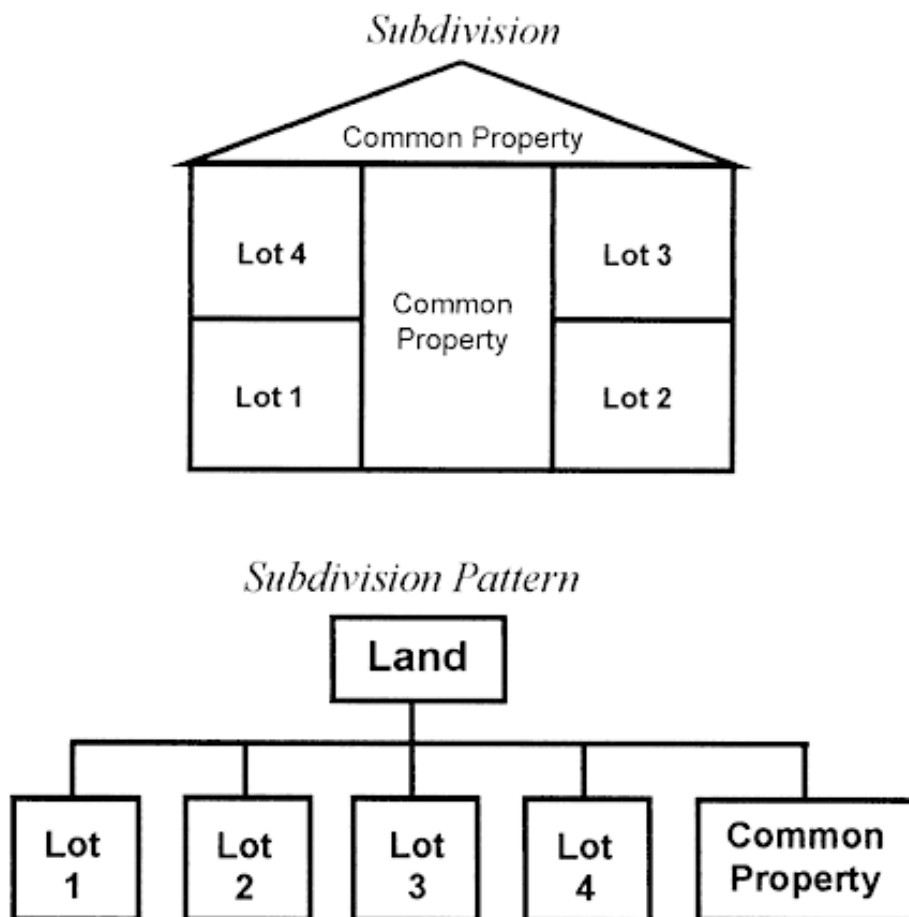 Subdivision
Common Property
Lot 4
Lot 3
Common
Property
Lot 1
Lot 2
Subdivision Pattern
Land
Lot
1
Lot
2
Lot
3
Lot
4
Common
Property